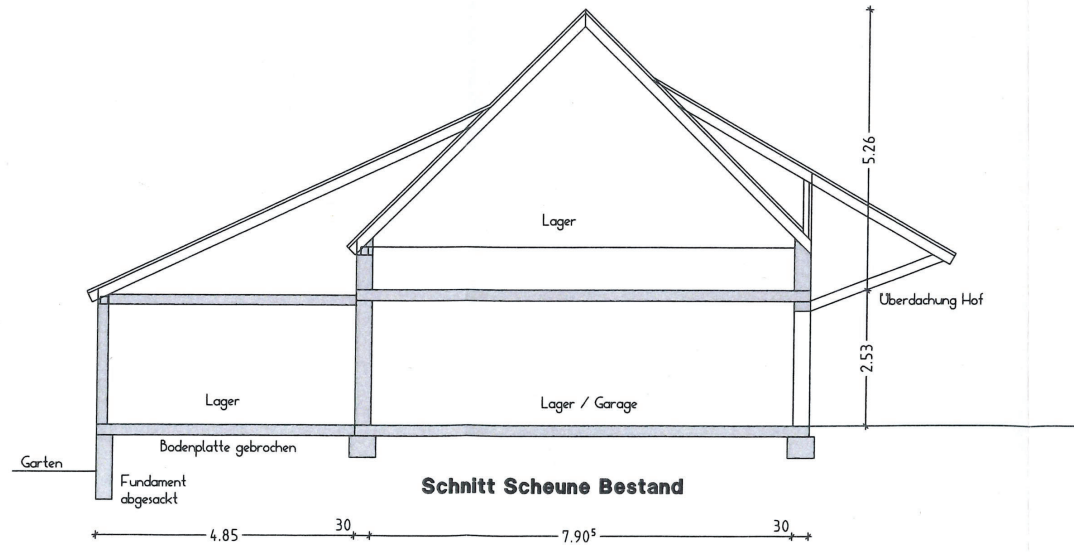 5.26
Lager
Überdachung Hof
2.53
Lager
Lager / Garage
Bodenplatte gebrochen
Garten
Fundament
abgesackt
Schnitt Scheune Bestand
4.85
30
7.90⁵
30